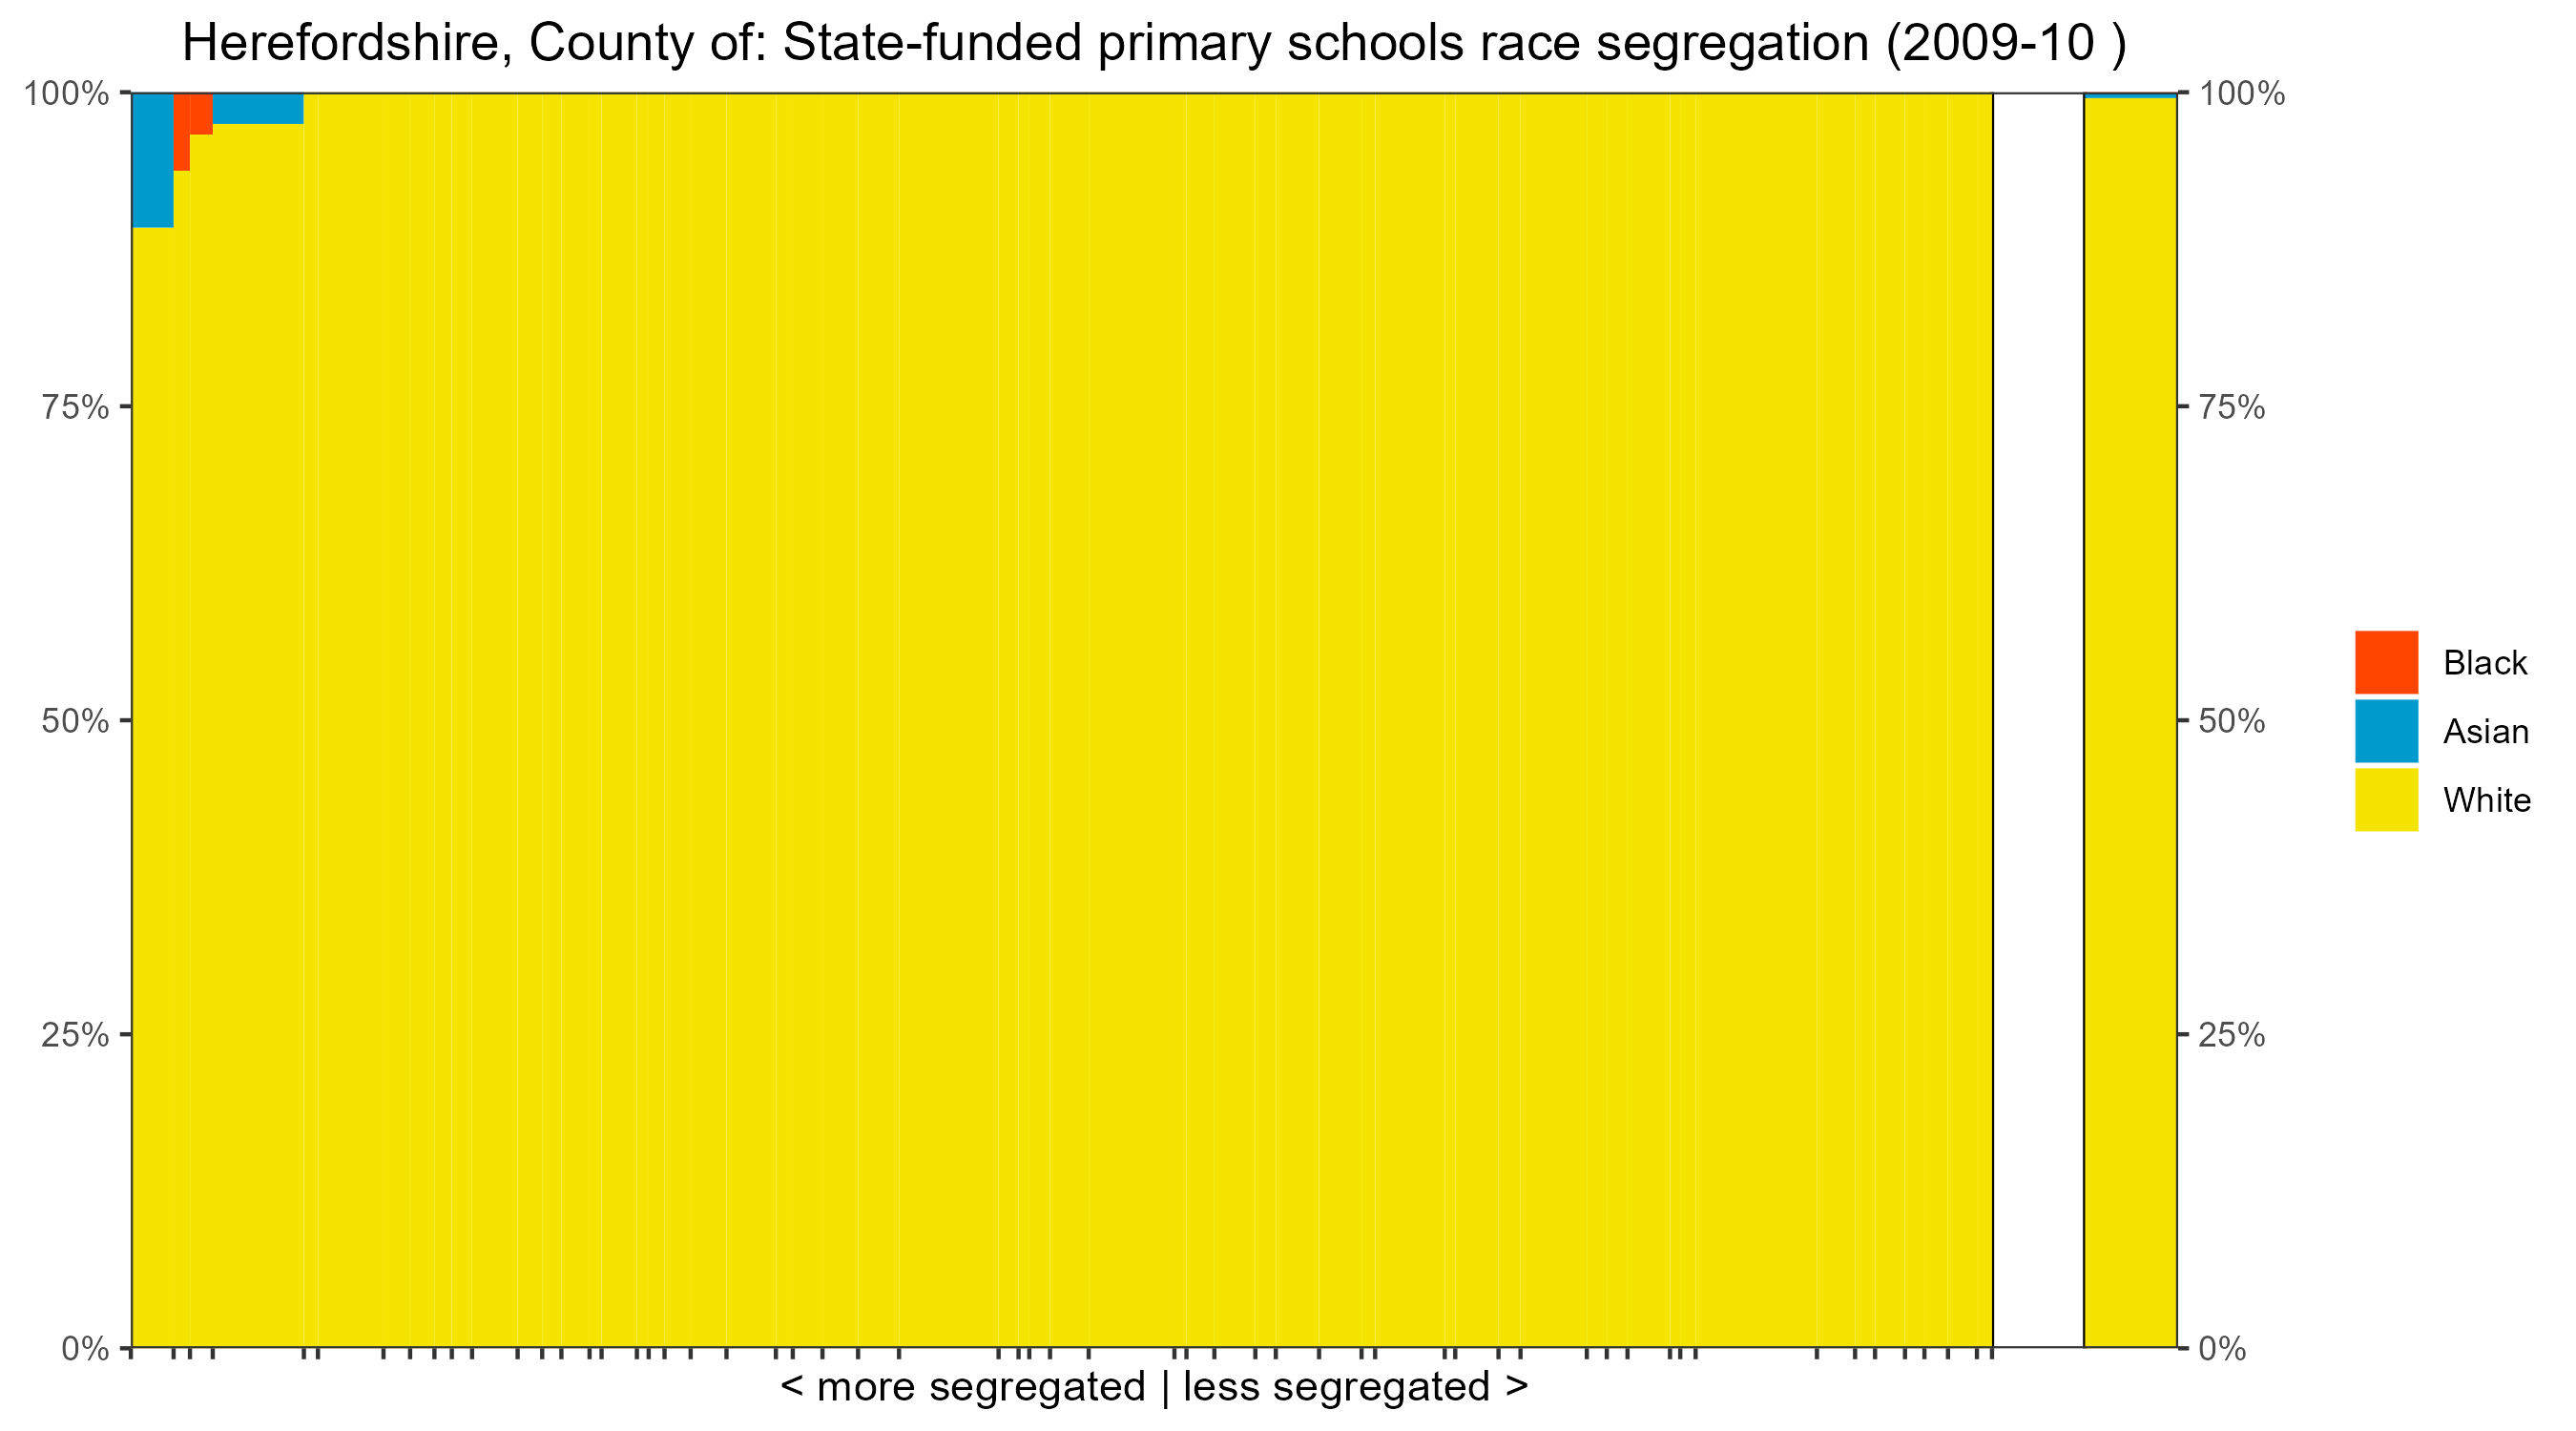 Herefordshire, County of: State-funded primary schools race segregation (2009-10 )
100%
75%
50%
25%
0%
100%
75%
50%
25%
0%
Black
Asian
White
< more segregated | less segregated >